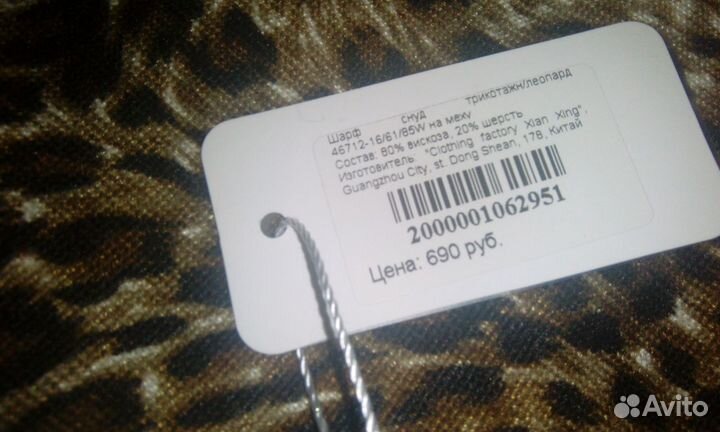 Шарф снуд трикотажн/леопард
46712-16/61/85W на меху
Состав: 80% вискоза, 20% шерсть
Изготовитель: "Clothing factory Xian Xing",
Guangzhou City, st. Dong Shean, 178, Китай
2000001062951
Цена: 690 руб.
Avito